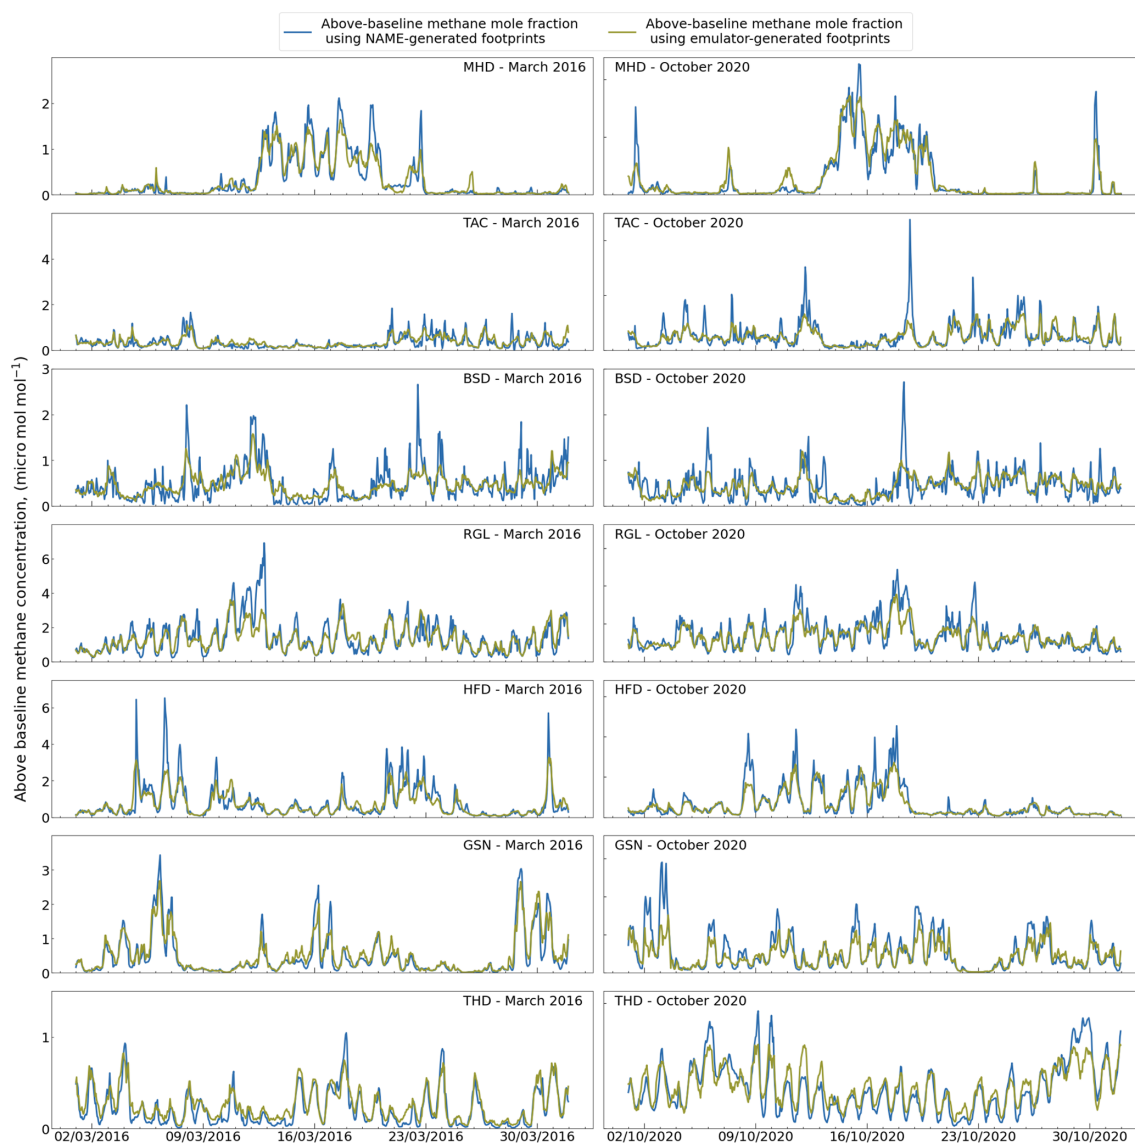 Above-baseline methane mole fraction
using NAME-generated footprints
Above-baseline methane mole fraction
using emulator-generated footprints
Above baseline methane concentration, (micro mol mol⁻¹)
MHD - March 2016
2
1
0
MHD - October 2020
TAC - March 2016
4
2
0
TAC - October 2020
BSD - March 2016
3
2
1
0
BSD - October 2020
RGL - March 2016
6
4
2
0
RGL - October 2020
HFD - March 2016
6
4
2
0
HFD - October 2020
GSN - March 2016
3
2
1
0
GSN - October 2020
THD - March 2016
1
0
THD - October 2020
02/03/2016 9/03/2016 16/03/2016 23/03/2016 30/03/2016
02/10/2020 09/10/2020 16/10/2020 23/10/2020 30/10/2020